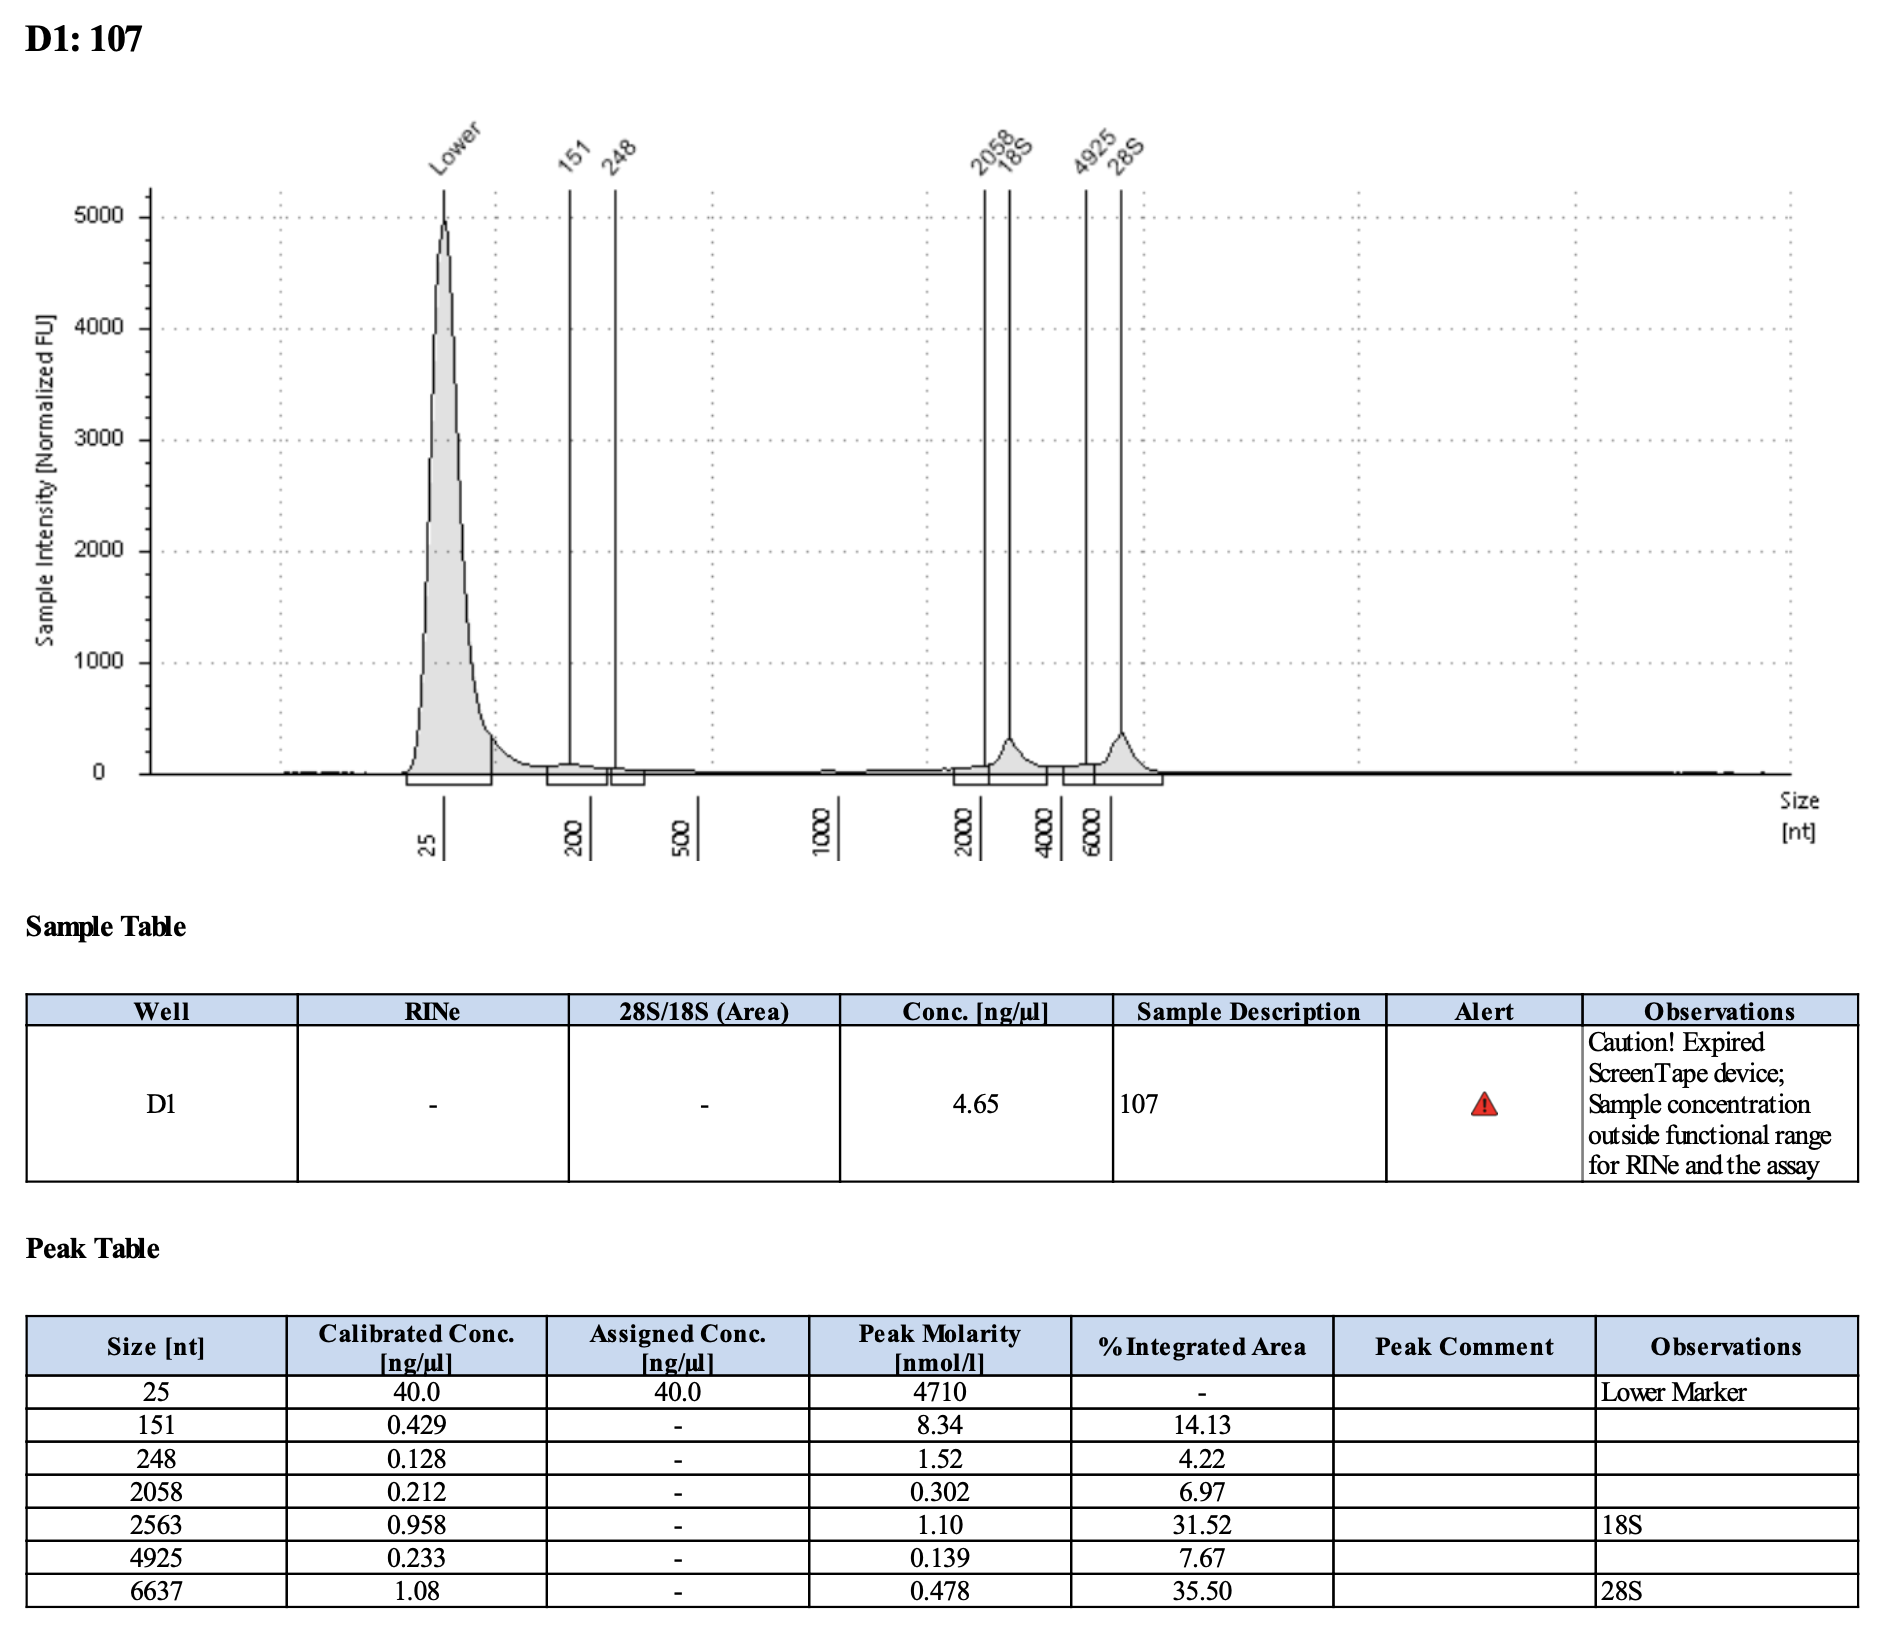 D1: 107
Lower
151
248
2058
18S
4925
28S
Sample Intensity [Normalized FU]
5000
4000
3000
2000
1000
0
25
200
500
1000
2000
4000
6000
Size
[nt]
Sample Table
Well RINe 28S/18S (Area) Conc. [ng/µl] Sample Description Alert Observations
D1 - - 4.65 107 Caution! Expired
ScreenTape device;
Sample concentration
outside functional range
for RINe and the assay
Peak Table
Size [nt] Calibrated Conc. [ng/µl] Assigned Conc. [ng/µl] Peak Molarity [nmol/l] % Integrated Area Peak Comment Observations
25 40.0 40.0 4710 - Lower Marker
151 0.429 - 8.34 14.13
248 0.128 - 1.52 4.22
2058 0.212 - 0.302 6.97
2563 0.958 - 1.10 31.52 18S
4925 0.233 - 0.139 7.67
6637 1.08 - 0.478 35.50 28S